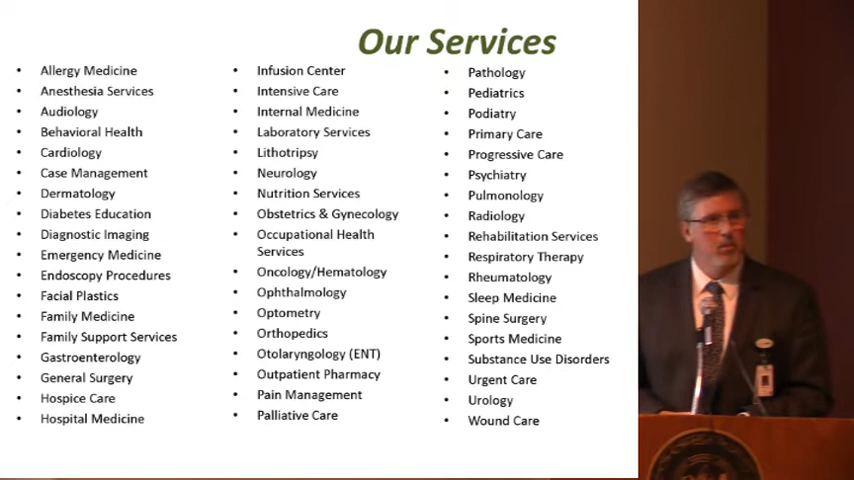 Our Services
• Allergy Medicine
• Anesthesia Services
• Audiology
• Behavioral Health
• Cardiology
• Case Management
• Dermatology
• Diabetes Education
• Diagnostic Imaging
• Emergency Medicine
• Endoscopy Procedures
• Facial Plastics
• Family Medicine
• Family Support Services
• Gastroenterology
• General Surgery
• Hospice Care
• Hospital Medicine
• Infusion Center
• Intensive Care
• Internal Medicine
• Laboratory Services
• Lithotripsy
• Neurology
• Nutrition Services
• Obstetrics & Gynecology
• Occupational Health
Services
• Oncology/Hematology
• Ophthalmology
• Optometry
• Orthopedics
• Otolaryngology (ENT)
• Outpatient Pharmacy
• Pain Management
• Palliative Care
• Pathology
• Pediatrics
• Podiatry
• Primary Care
• Progressive Care
• Psychiatry
• Pulmonology
• Radiology
• Rehabilitation Services
• Respiratory Therapy
• Rheumatology
• Sleep Medicine
• Spine Surgery
• Sports Medicine
• Substance Use Disorders
• Urgent Care
• Urology
• Wound Care